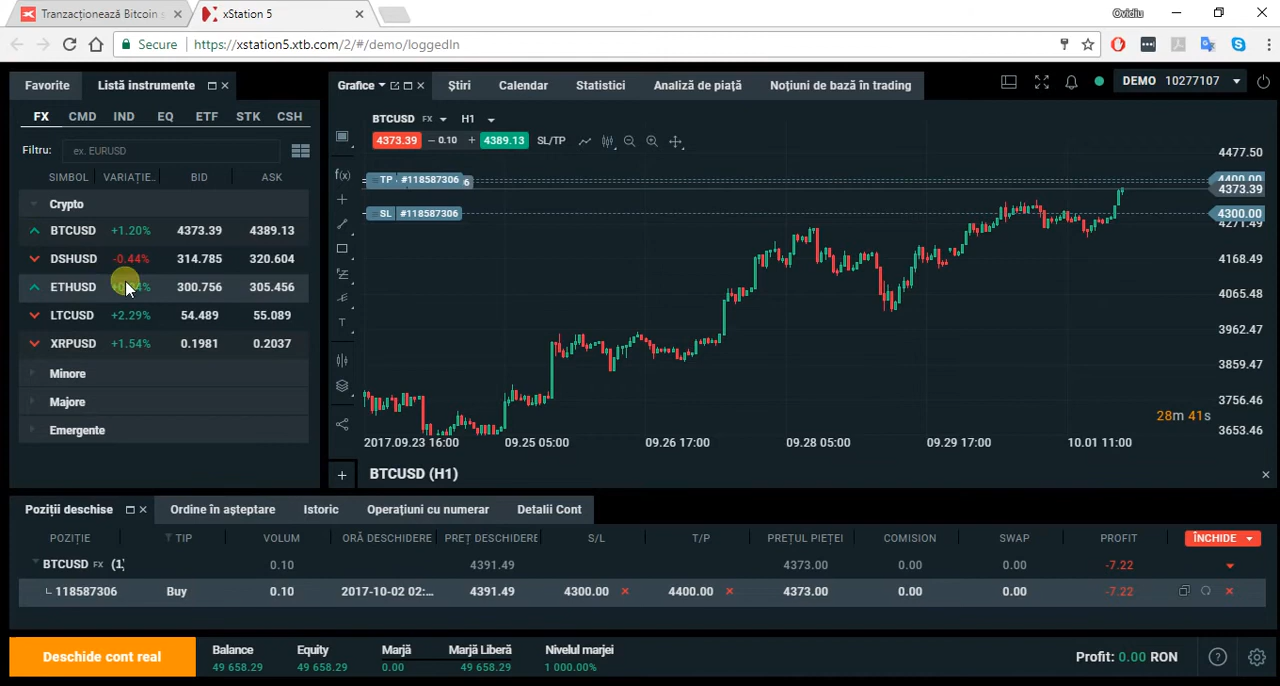 Tranzacționează Bitcoin
xStation 5
Ovidiu
Secure
https://xstation5.xtb.com/2/#/demo/loggedIn
Favorite
Listă instrumente
Grafice
Știri
Calendar
Statistici
Analiză de piață
Noțiuni de bază în trading
DEMO 10277107
FX CMD IND EQ ETF STK CSH
Filtru: ex. EURUSD
SIMBOL VARIAȚIE.. BID ASK
Crypto
BTCUSD +1.20% 4373.39 4389.13
DSHUSD -0.44% 314.785 320.604
ETHUSD 300.756 305.456
LTCUSD +2.29% 54.489 55.089
XRPUSD +1.54% 0.1981 0.2037
Minore
Majore
Emergente
BTCUSD FX H1
4373.39 – 0.10 + 4389.13 SL/TP
f(x)
T
TP #118587306 6
SL #118587306
4477.50
4400.00
4373.39
4300.00
4271.49
4168.49
4065.48
3962.47
3859.47
3756.46
3653.46
28m 41s
2017.09.23 16:00 09.25 05:00 09.26 17:00 09.28 05:00 09.29 17:00 10.01 11:00
BTCUSD (H1)
Poziții deschise
Ordine în așteptare
Istoric
Operațiuni cu numerar
Detalii Cont
POZIȚIE TIP VOLUM ORĂ DESCHIDERE PREȚ DESCHIDERE S/L T/P PREȚUL PIEȚEI COMISION SWAP PROFIT ÎNCHIDE
BTCUSD FX (1) 0.10 4391.49 4373.00 0.00 0.00 -7.22
118587306 Buy 0.10 2017-10-02 02:... 4391.49 4300.00 4400.00 4373.00 0.00 0.00 -7.22
Deschide cont real
Balance Equity Marjă Marjă Liberă Nivelul marjei
49 658.29 49 658.29 0.00 49 658.29 1 000.00%
Profit: 0.00 RON